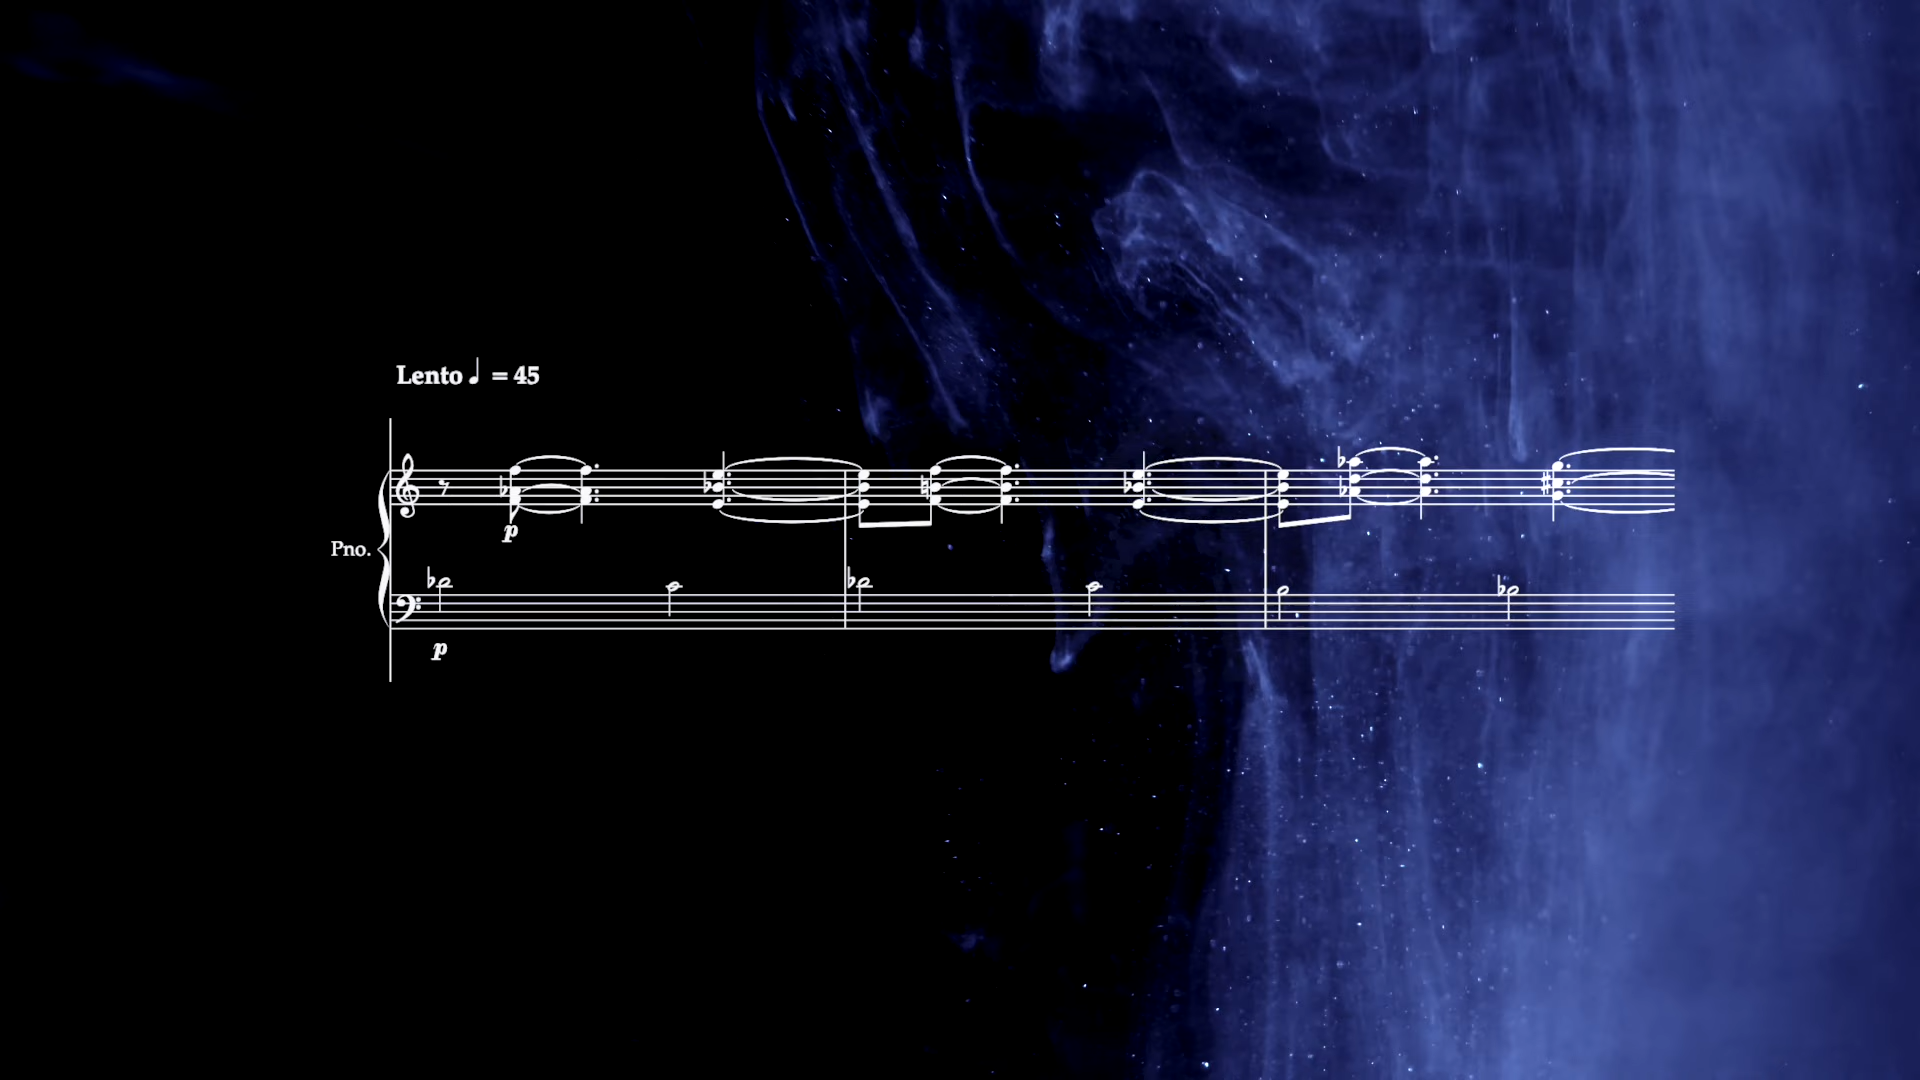 Lento ♩ = 45
p
Pno.
p